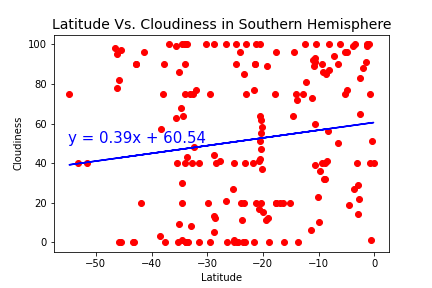 Latitude Vs. Cloudiness in Southern Hemisphere
100
80
60
40
20
0
Cloudiness
y = 0.39x + 60.54
−50 −40 −30 −20 −10 0
Latitude